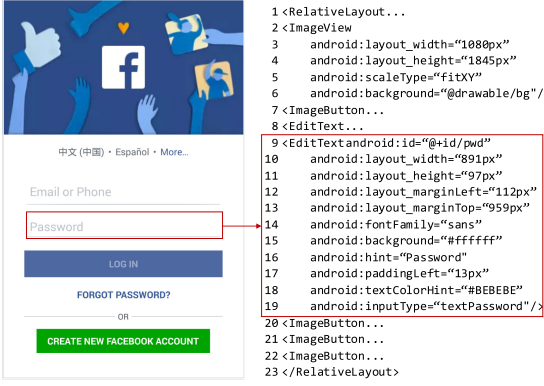 f
中文 (中国) • Español • More...
Email or Phone
Password
LOG IN
FORGOT PASSWORD?
OR
CREATE NEW FACEBOOK ACCOUNT
1 <RelativeLayout...
2 <ImageView
3 android:layout_width=“1080px”
4 android:layout_height=“1845px”
5 android:scaleType=“fitXY”
6 android:background=“@drawable/bg"/
7 <ImageButton...
8 <EditText...
9 <EditTextandroid:id=“@+id/pwd”
10 android:layout_width=“891px”
11 android:layout_height=“97px”
12 android:layout_marginLeft=“112px”
13 android:layout_marginTop=“959px”
14 android:fontFamily=“sans”
15 android:background=“#ffffff”
16 android:hint=“Password"
17 android:paddingLeft=“13px”
18 android:textColorHint=“#BEBEBE”
19 android:inputType=“textPassword"/>
20 <ImageButton...
21 <ImageButton...
22 <ImageButton...
23 </RelativeLayout>